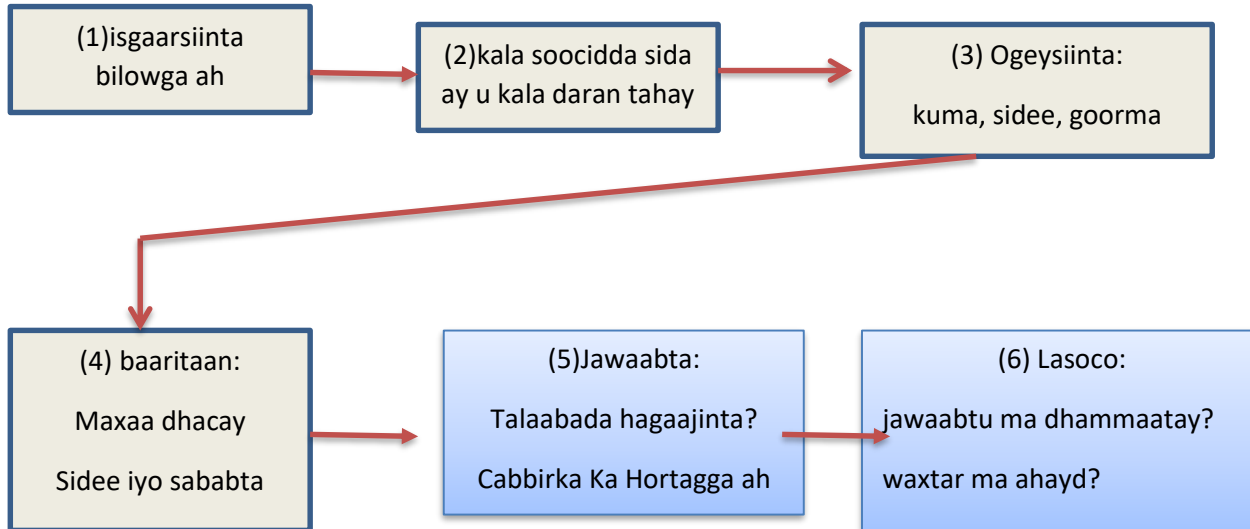 (1)isgaarsiinta
bilowga ah
(2)kala soocidda sida
ay u kala daran tahay
(3) Ogeysiinta:
kuma, sidee, goorma
(4) baaritaan:
Maxaa dhacay
Sidee iyo sababta
(5)Jawaabta:
Talaabada hagaajinta?
Cabbirka Ka Hortagga ah
(6) Lasoco:
jawaabtu ma dhammaatay?
waxtar ma ahayd?